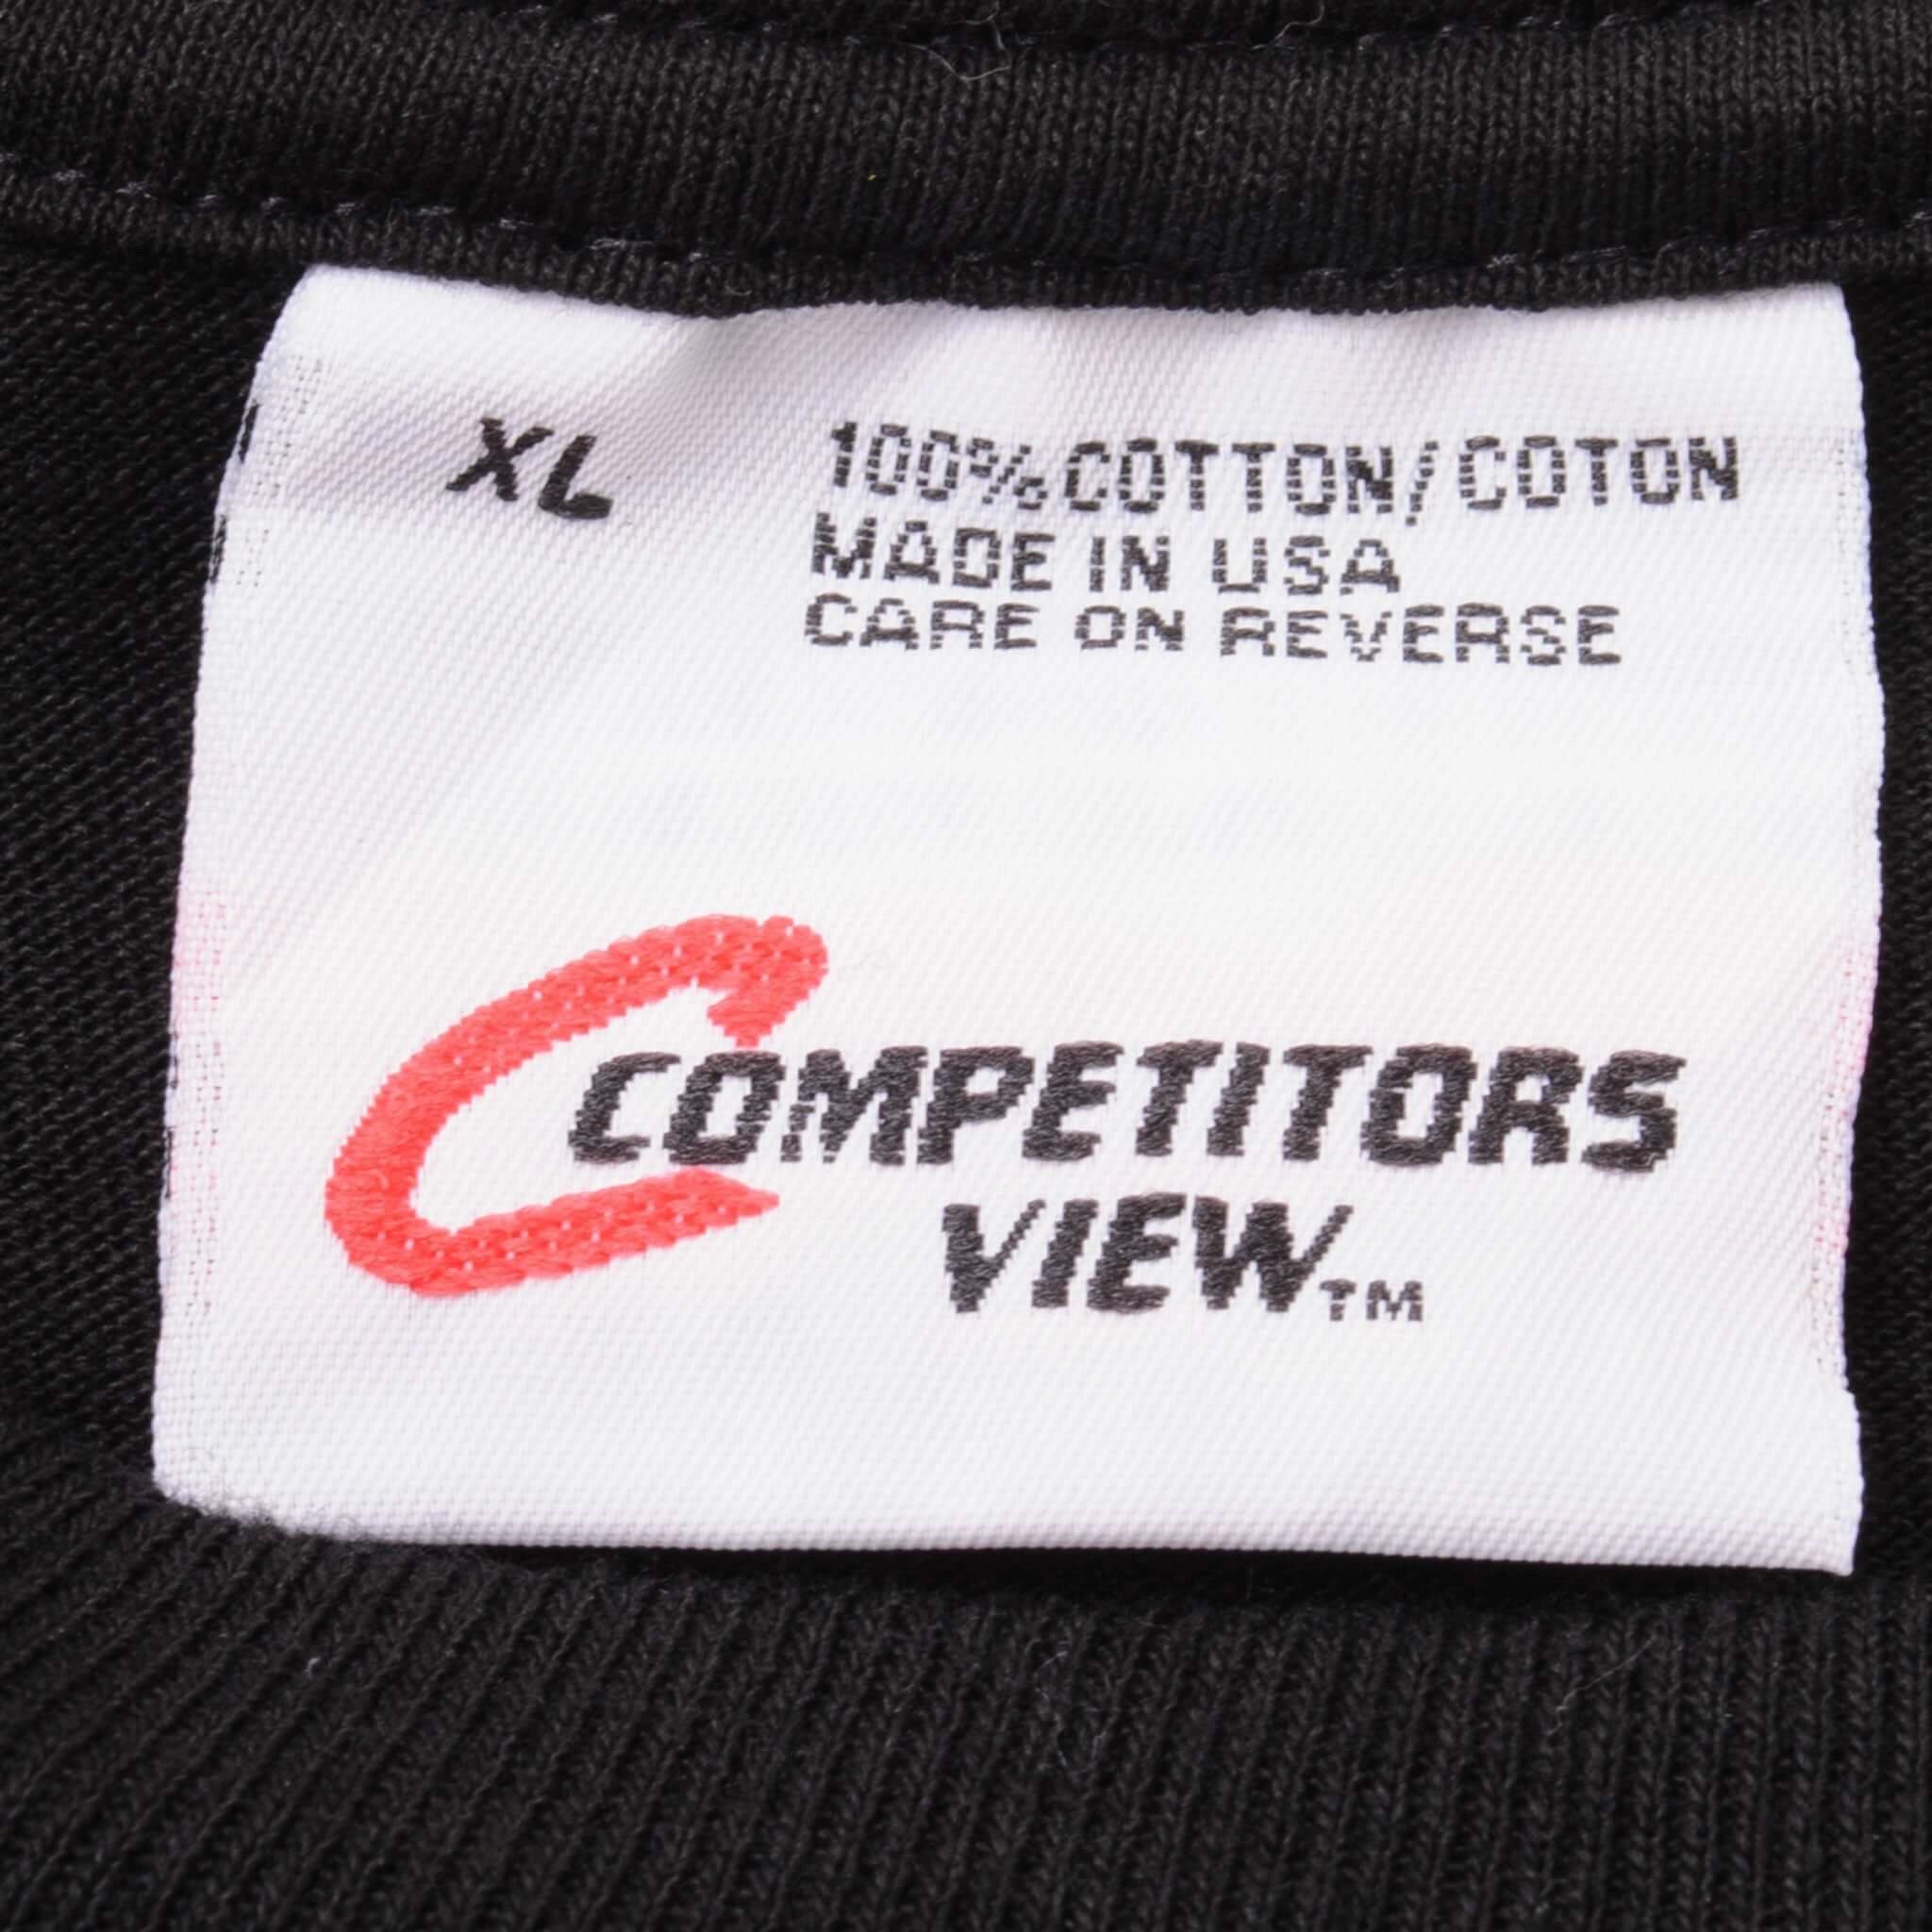 XL
100% COTTON/COTON
MADE IN USA
CARE ON REVERSE
COMPETITORS
VIEW™